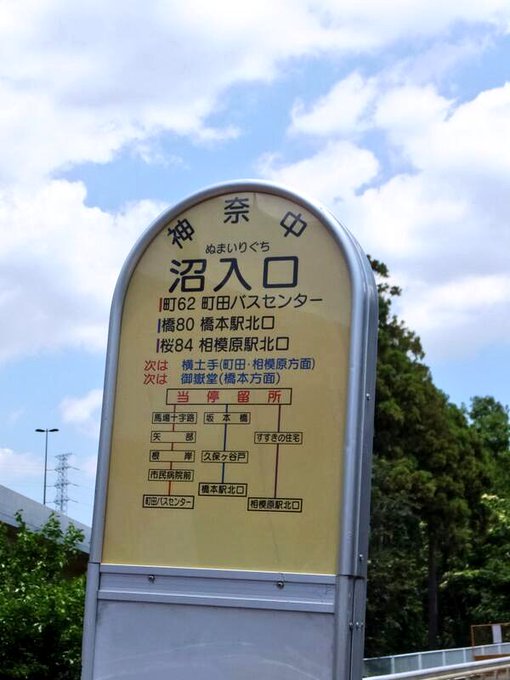 神奈中
ぬまいりぐち
沼入口
町62 町田バスセンター
橋80 橋本駅北口
桜84 相模原駅北口
次は 横土手(町田・相模原方面)
次は 御嶽堂(橋本方面)
当停留所
馬場十字路 坂本橋
矢部 すすきの住宅
根岸 久保ヶ谷戸
市民病院前
橋本駅北口
町田バスセンター 相模原駅北口